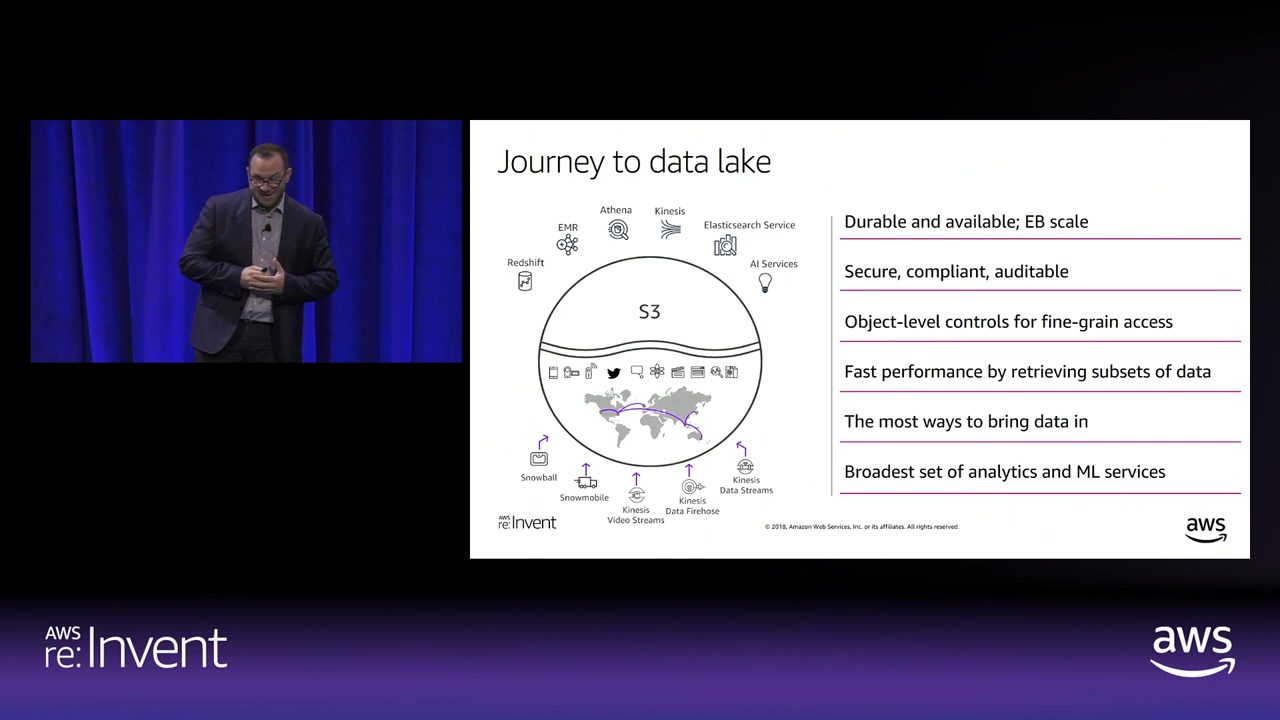 Journey to data lake
Athena
Kinesis
EMR
Elasticsearch Service
Redshift
AI Services
S3
Snowball
Snowmobile
Kinesis
Video Streams
Kinesis
Data Firehose
Kinesis
Data Streams
Durable and available; EB scale
Secure, compliant, auditable
Object-level controls for fine-grain access
Fast performance by retrieving subsets of data
The most ways to bring data in
Broadest set of analytics and ML services
AWS
re:Invent
© 2018, Amazon Web Services, Inc. or its affiliates. All rights reserved.
aws
AWS
re:Invent
aws